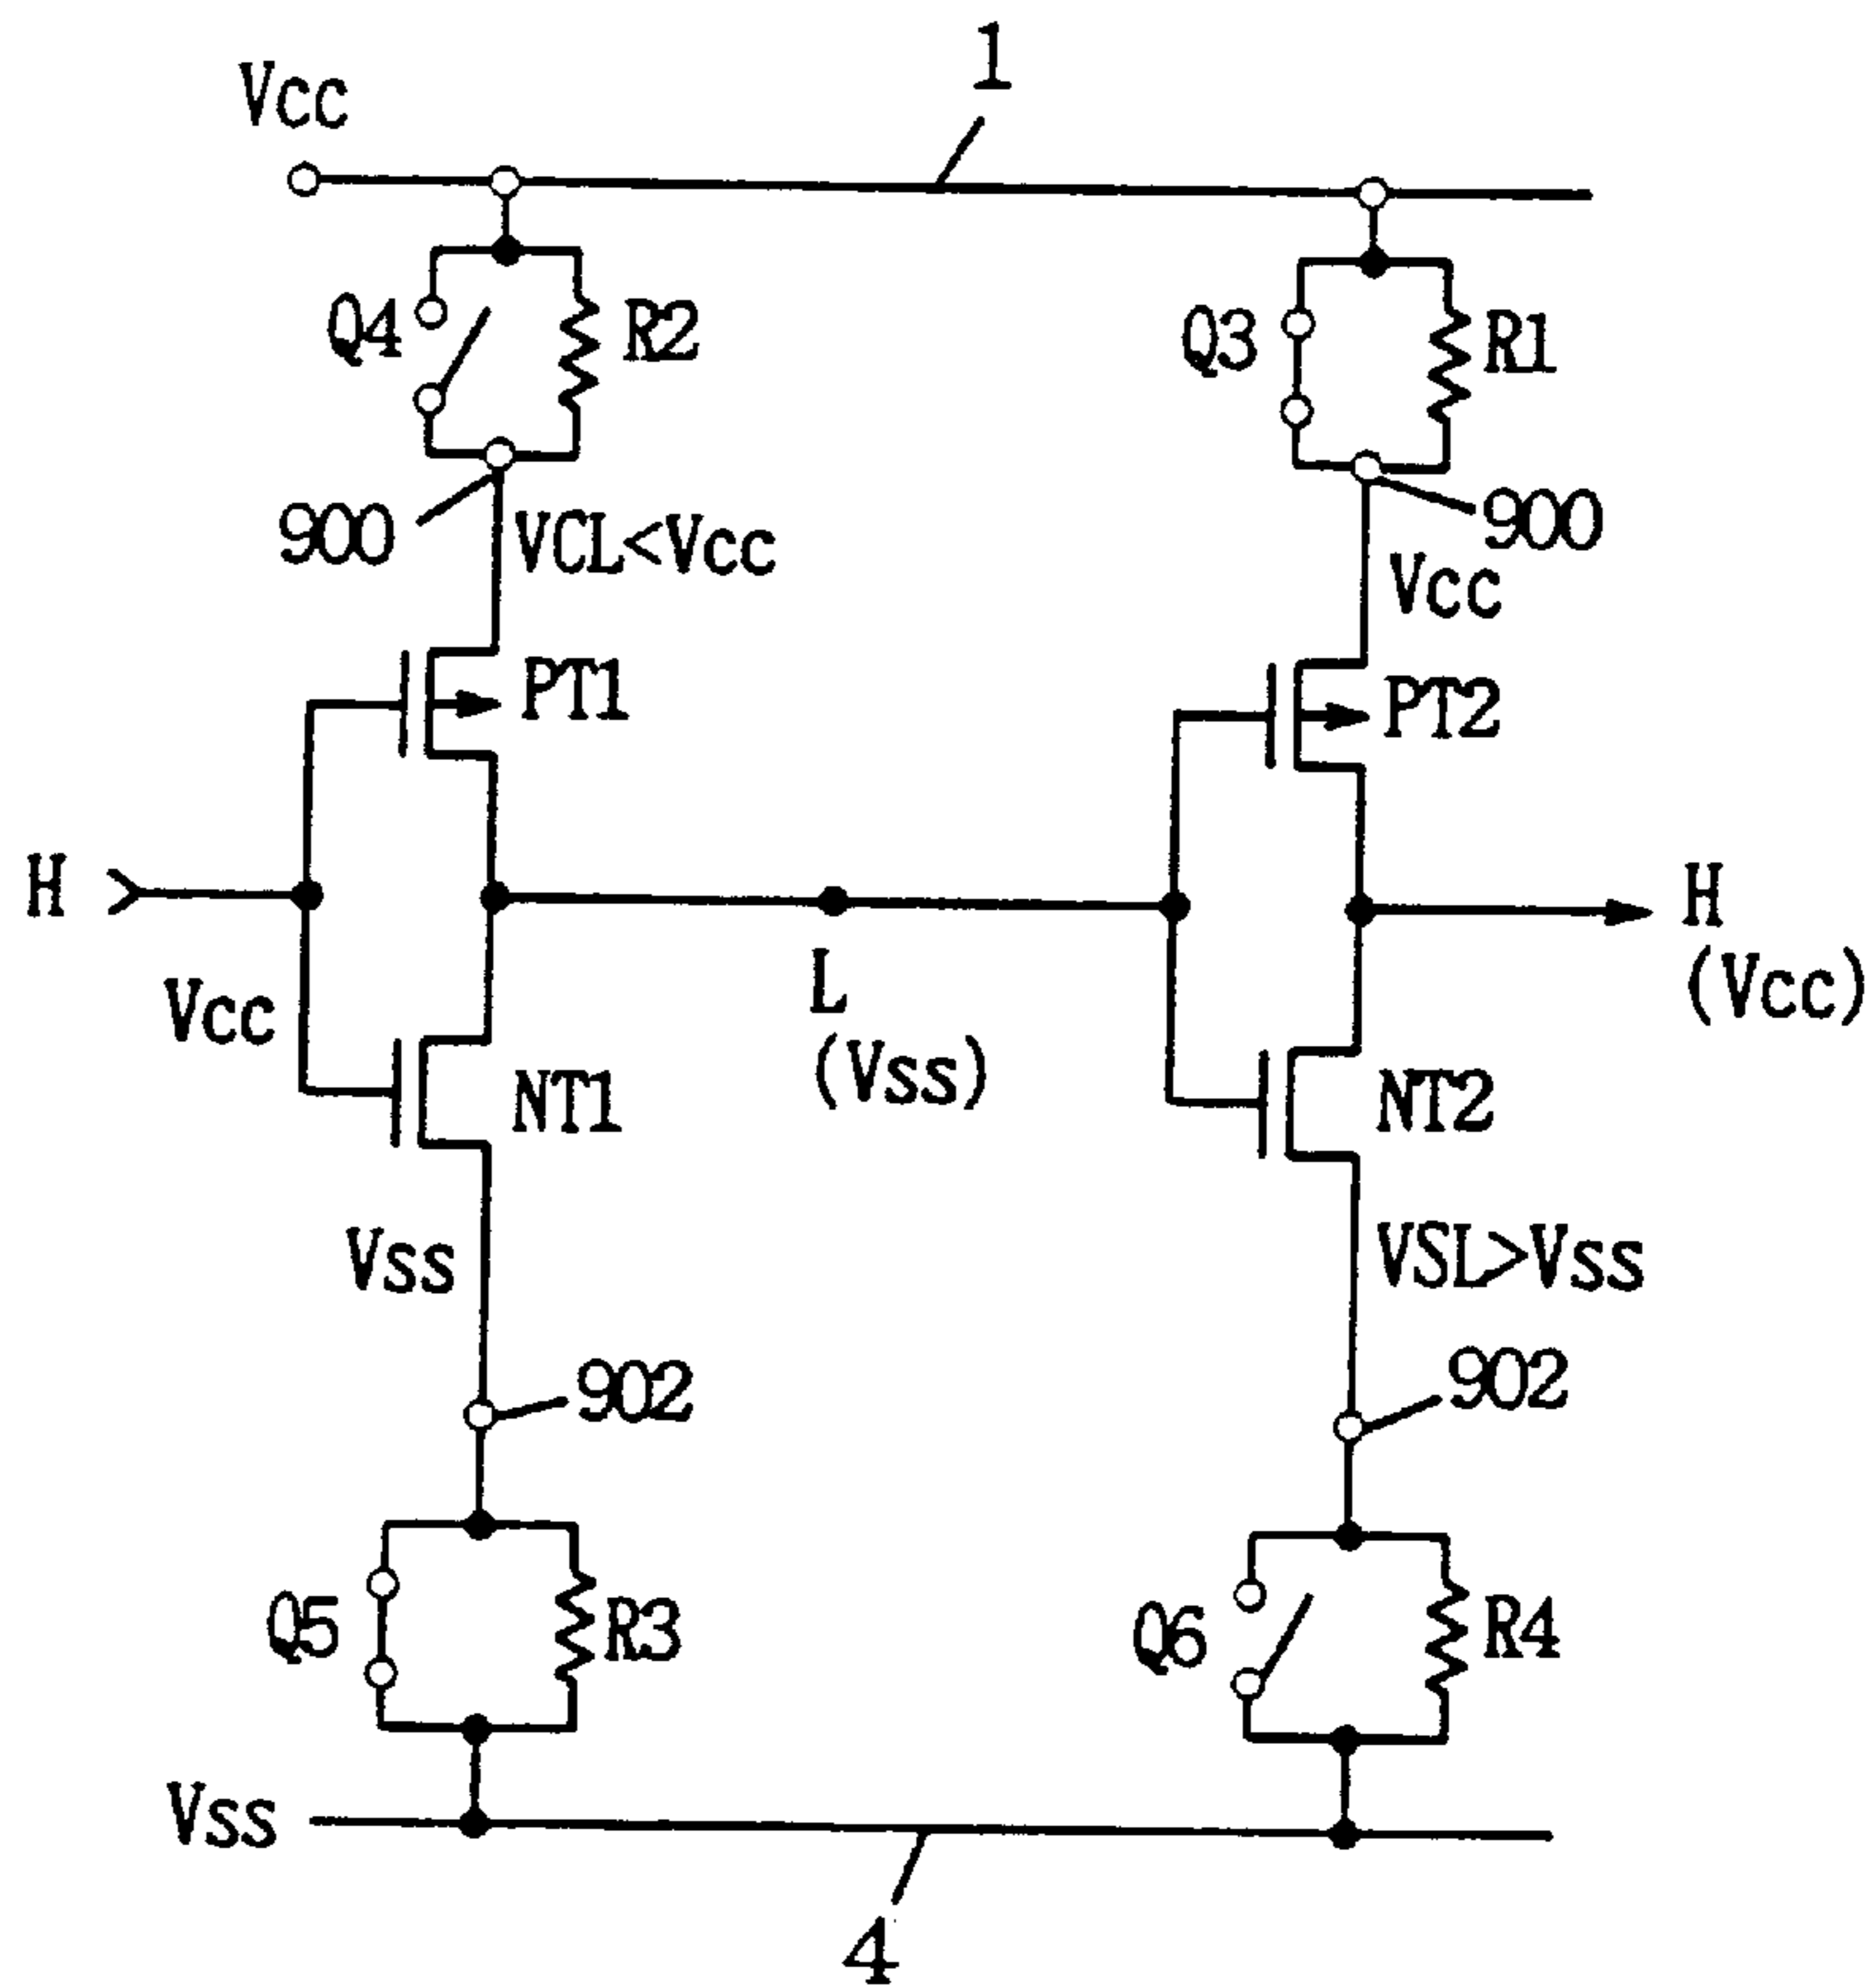 1
Vcc
Q4
R2
Q3
R1
900
VCL<Vcc
900
Vcc
PT1
PT2
H
H
(Vcc)
Vcc
L
(Vss)
NT1
NT2
Vss
VSL>Vss
902
902
Q5
R3
Q6
R4
Vss
4